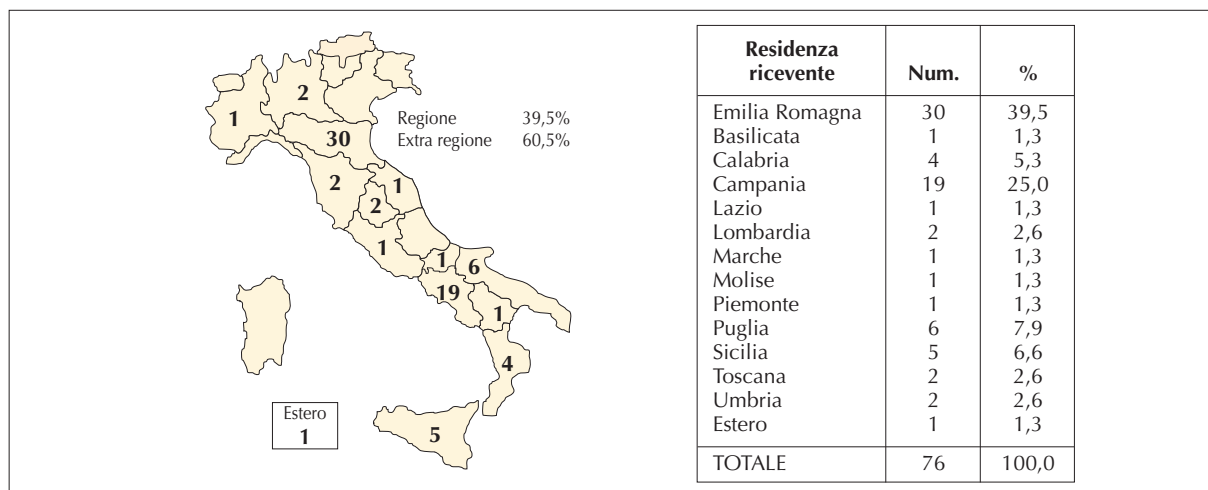 2
1
Regione 39,5%
Extra regione 60,5%
30
2
1
2
1
1
6
19
1
4
Estero
1
5
Residenza
ricevente Num. %
Emilia Romagna 30 39,5
Basilicata 1 1,3
Calabria 4 5,3
Campania 19 25,0
Lazio 1 1,3
Lombardia 2 2,6
Marche 1 1,3
Molise 1 1,3
Piemonte 1 1,3
Puglia 6 7,9
Sicilia 5 6,6
Toscana 2 2,6
Umbria 2 2,6
Estero 1 1,3
TOTALE 76 100,0